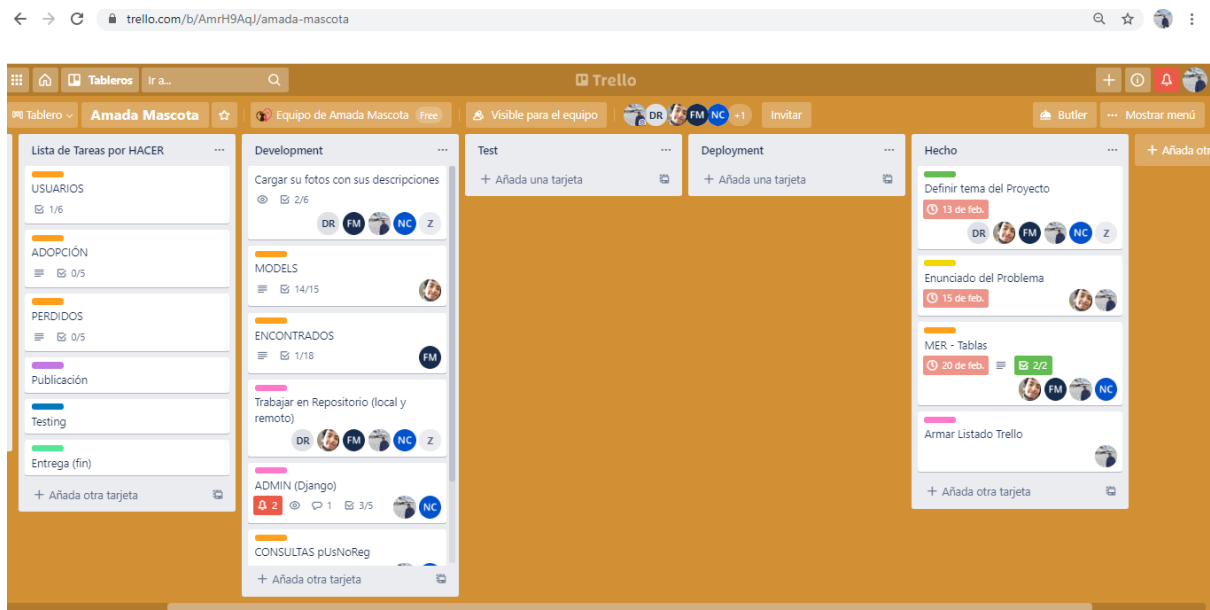 trello.com/b/AmrH9AqJ/amada-mascota
Tableros
Ir a...
Trello
Tablero
Amada Mascota
Equipo de Amada Mascota Free
Visible para el equipo
DR FM NC +1
Invitar
Butler
... Mostrar menú
Lista de Tareas por HACER ...
USUARIOS
1/6
ADOPCIÓN
0/5
PERDIDOS
0/5
Publicación
Testing
Entrega (fin)
+ Añada otra tarjeta
Development ...
Cargar su fotos con sus descripciones
2/6
DR FM NC Z
MODELS
14/15
ENCONTRADOS
1/18
FM
Trabajar en Repositorio (local y
remoto)
DR FM NC Z
ADMIN (Django)
2 1 3/5 NC
CONSULTAS pUsNoReg
+ Añada otra tarjeta
Test ...
+ Añada una tarjeta
Deployment ...
+ Añada una tarjeta
Hecho ...
Definir tema del Proyecto
13 de feb.
DR FM NC Z
Enunciado del Problema
15 de feb.
MER - Tablas
20 de feb. 2/2
FM NC
Armar Listado Trello
+ Añada otra tarjeta
+ Añada otr